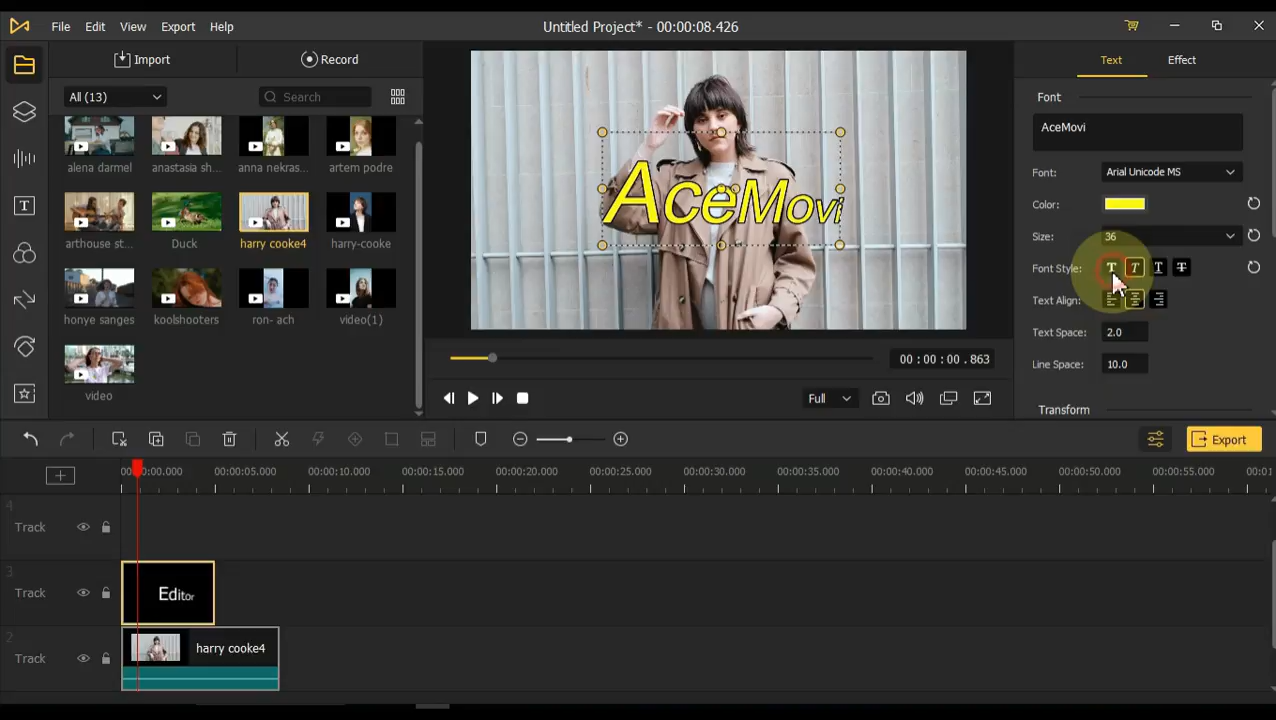 File Edit View Export Help
Untitled Project* - 00:00:08.426
Import
Record
Text
Effect
All (13)
Search
Font
AceMovi
alena darmel
anastasia sh...
anna nekras...
artem podre
Font:
Arial Unicode MS
Color:
AceMovi
Size:
36
arthouse st...
Duck
harry cooke4
harry-cooke
Font Style:
T T T T
Text Align:
honye sanges
koolshooters
ron- ach
video(1)
Text Space:
2.0
00 : 00 : 00 . 863
Line Space:
10.0
video
Full
Transform
Export
00:00:00.000
00:00:05.000
00:00:10.000
00:00:15.000
00:00:20.000
00:00:25.000
00:00:30.000
00:00:35.000
00:00:40.000
00:00:45.000
00:00:50.000
00:00:55.000
00:01
4
Track
3
Track
Editor
2
Track
harry cooke4